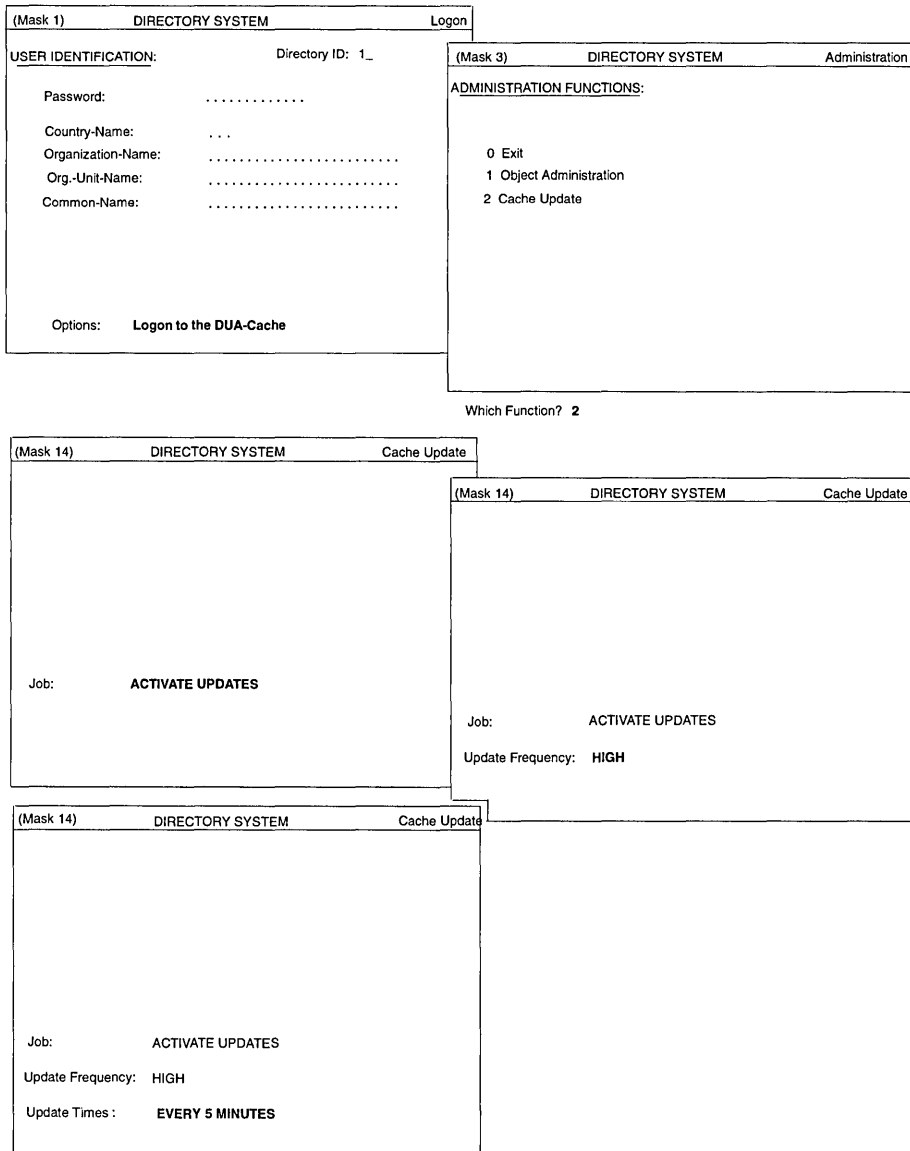 (Mask 1) DIRECTORY SYSTEM Logon
USER IDENTIFICATION: Directory ID: 1_
Password: . . . . . . . . . . . . .
Country-Name: . . .
Organization-Name: . . . . . . . . . . . . . . . . . . . . . . . . .
Org.-Unit-Name: . . . . . . . . . . . . . . . . . . . . . . . . .
Common-Name: . . . . . . . . . . . . . . . . . . . . . . . . .
Options: Logon to the DUA-Cache
(Mask 3) DIRECTORY SYSTEM Administration
ADMINISTRATION FUNCTIONS:
0 Exit
1 Object Administration
2 Cache Update
Which Function? 2
(Mask 14) DIRECTORY SYSTEM Cache Update
Job: ACTIVATE UPDATES
(Mask 14) DIRECTORY SYSTEM Cache Update
Job: ACTIVATE UPDATES
Update Frequency: HIGH
(Mask 14) DIRECTORY SYSTEM Cache Update
Job: ACTIVATE UPDATES
Update Frequency: HIGH
Update Times : EVERY 5 MINUTES